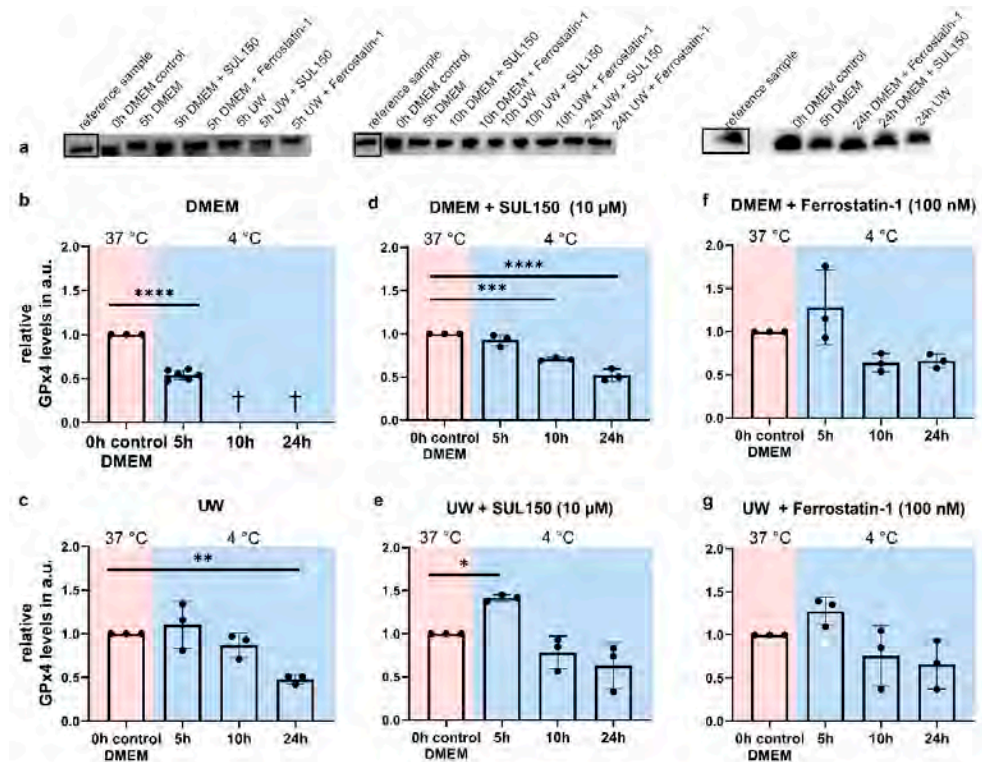 reference sample
0h DMEM control
5h DMEM
5h DMEM + SUL150
5h DMEM + Ferrostatin-1
5h UW
5h UW + SUL150
5h UW + Ferrostatin-1
reference sample
0h DMEM control
5h DMEM
10h DMEM + SUL150
10h DMEM + Ferrostatin-1
10h UW
10h UW + SUL150
10h UW + Ferrostatin-1
24h UW + SUL150
24h UW + Ferrostatin-1
reference sample
0h DMEM control
5h DMEM
24h DMEM + Ferrostatin-1
24h DMEM + SUL150
24h UW
a
b
DMEM
37 °C 4 °C
****
2.0
1.5
1.0
0.5
0.0
relative
GPx4 levels in a.u.
† †
0h control 5h 10h 24h
DMEM
d
DMEM + SUL150 (10 µM)
37 °C 4 °C
****
***
2.0
1.5
1.0
0.5
0.0
0h control 5h 10h 24h
DMEM
f
DMEM + Ferrostatin-1 (100 nM)
37 °C 4 °C
2.0
1.5
1.0
0.5
0.0
0h control 5h 10h 24h
DMEM
c
UW
37 °C 4 °C
**
2.0
1.5
1.0
0.5
0.0
relative
GPx4 levels in a.u.
0h control 5h 10h 24h
DMEM
e
UW + SUL150 (10 µM)
37 °C 4 °C
*
2.0
1.5
1.0
0.5
0.0
0h control 5h 10h 24h
DMEM
g
UW + Ferrostatin-1 (100 nM)
37 °C 4 °C
2.0
1.5
1.0
0.5
0.0
0h control 5h 10h 24h
DMEM